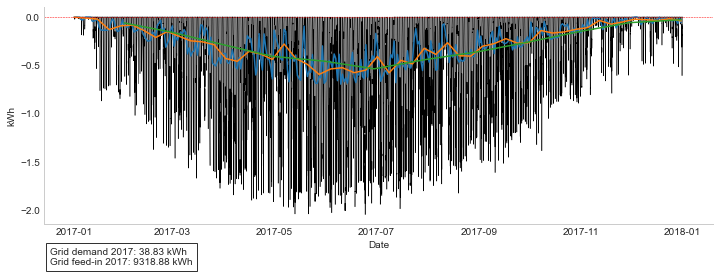 0.0
−0.5
−1.0
−1.5
−2.0
kWh
2017-01 2017-03 2017-05 2017-07 2017-09 2017-11 2018-01
Date
Grid demand 2017: 38.83 kWh
Grid feed-in 2017: 9318.88 kWh